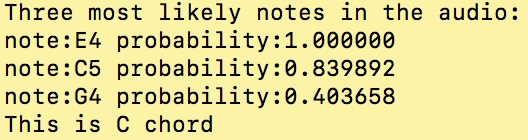 Three most likely notes in the audio:
note:E4 probability:1.000000
note:C5 probability:0.839892
note:G4 probability:0.403658
This is C chord